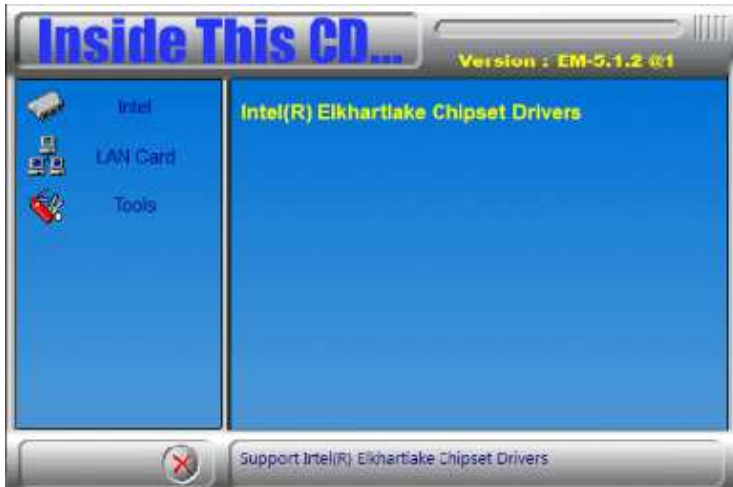 Inside This CD...
Version : EM-5.1.2 @1
Intel
LAN Card
Tools
Intel(R) Elkhartlake Chipset Drivers
Support Intel(R) Elkhartlake Chipset Drivers